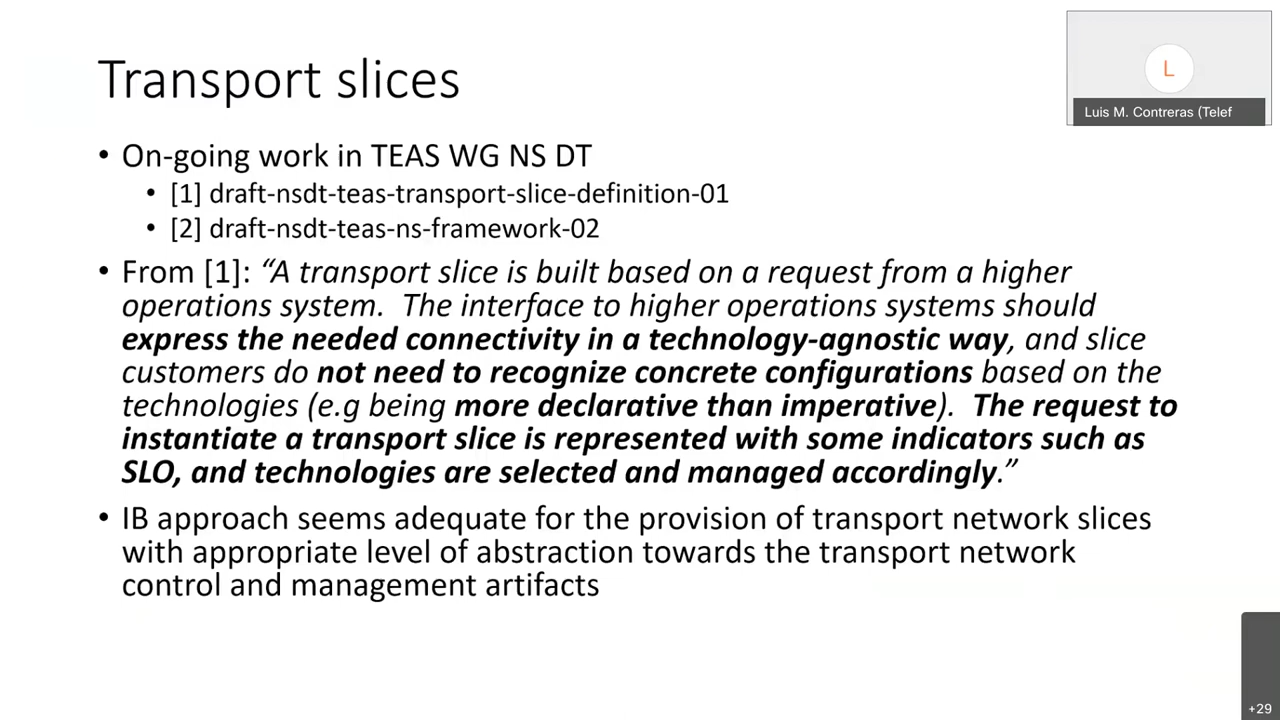 Transport slices
• On-going work in TEAS WG NS DT
• [1] draft-nsdt-teas-transport-slice-definition-01
• [2] draft-nsdt-teas-ns-framework-02
• From [1]: “A transport slice is built based on a request from a higher
operations system.  The interface to higher operations systems should
express the needed connectivity in a technology-agnostic way, and slice
customers do not need to recognize concrete configurations based on the
technologies (e.g being more declarative than imperative).  The request to
instantiate a transport slice is represented with some indicators such as
SLO, and technologies are selected and managed accordingly.”
• IB approach seems adequate for the provision of transport network slices
with appropriate level of abstraction towards the transport network
control and management artifacts
L
Luis M. Contreras (Telef
+29